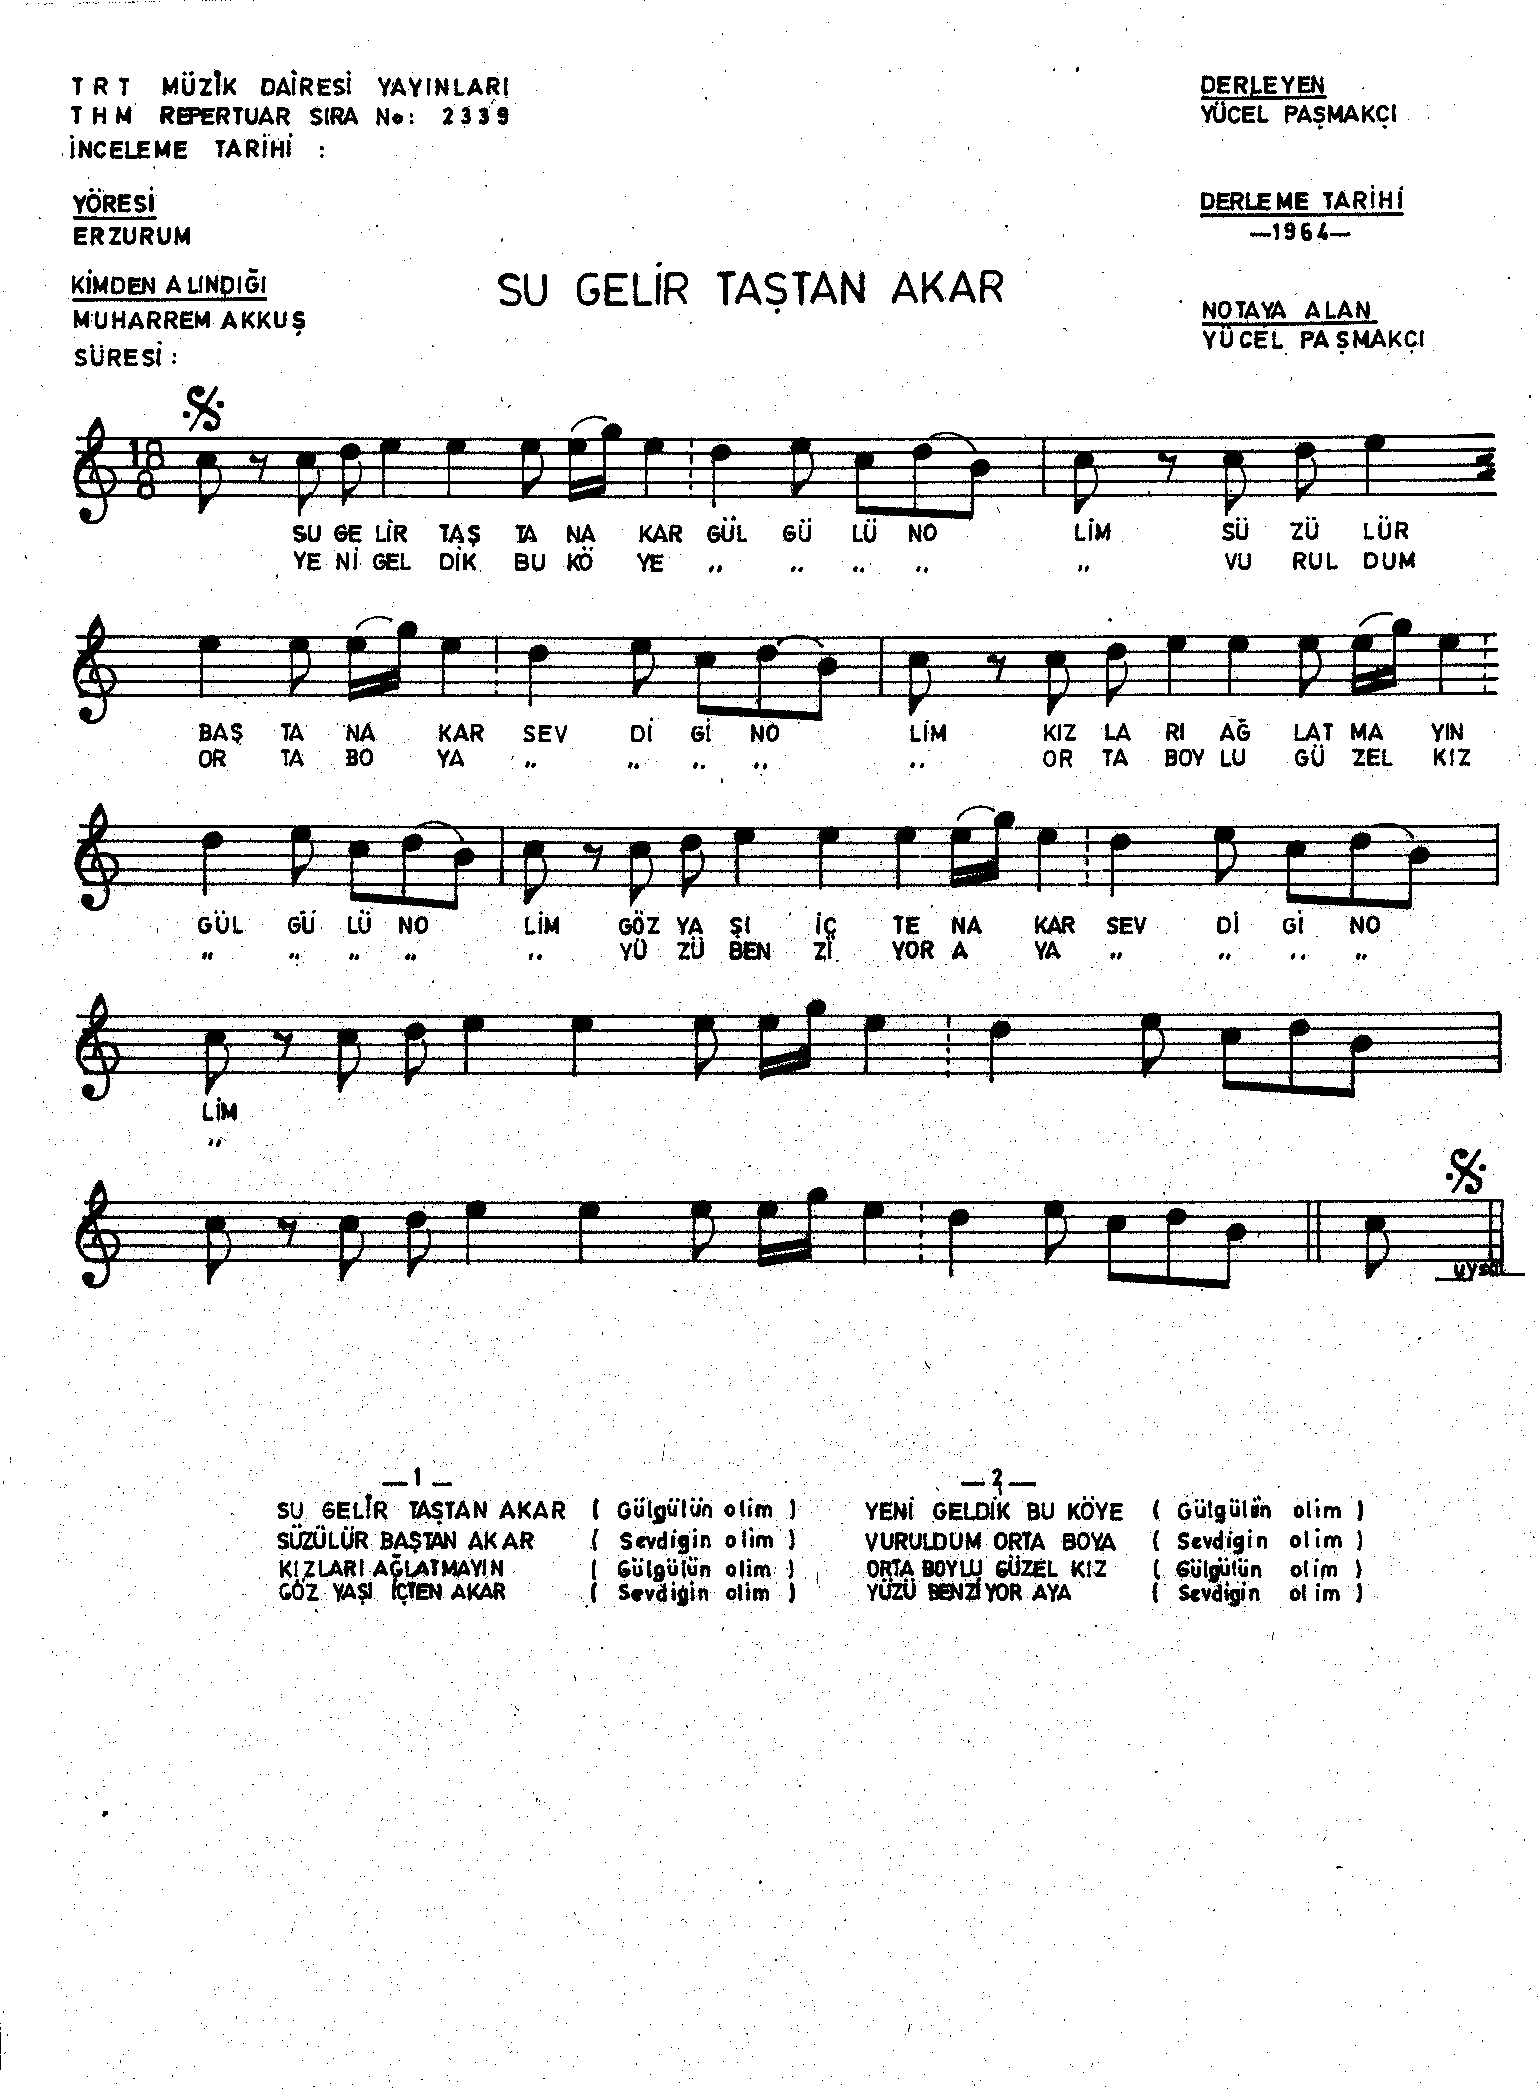 TRT MÜZİK DAİRESİ YAYINLARI
THM REPERTUAR SIRA No: 2339
İNCELEME TARİHİ :
YÖRESİ
ERZURUM
KİMDEN ALINDIĞI
MUHARREM AKKUŞ
SÜRESİ :
DERLEYEN
YÜCEL PAŞMAKÇI
DERLEME TARİHİ
—1964—
NOTAYA ALAN
YÜCEL PAŞMAKÇI
SU GELİR TAŞTAN AKAR
18
8
SU GE LİR TAŞ TA NA KAR GÜL GÜ LÜ NO LİM SÜ ZÜ LÜR
YE Nİ GEL DİK BU KÖ YE ,, ,, ,, ,, ,, VU RUL DUM
BAŞ TA NA KAR SEV Dİ Gİ NO LİM KIZ LA RI AĞ LAT MA YIN
OR TA BO YA ,, ,, ,, ,, ,, OR TA BOY LU GÜ ZEL KIZ
GÜL GÜ LÜ NO LİM GÖZ YA ŞI İÇ TE NA KAR SEV Dİ Gİ NO
,, ,, ,, ,, ,, YÜ ZÜ BEN Zİ YOR A YA ,, ,, ,, ,,
LİM
,,
uysal
—1—
SU GELİR TAŞTAN AKAR ( Gülgülün olim )
SÜZÜLÜR BAŞTAN AKAR ( Sevdigin olim )
KIZLARI AĞLATMAYIN ( Gülgülün olim )
GÖZ YAŞI İÇTEN AKAR ( Sevdigin olim )
—2—
YENİ GELDİK BU KÖYE ( Gülgülün olim )
VURULDUM ORTA BOYA ( Sevdigin olim )
ORTA BOYLU GÜZEL KIZ ( Gülgülün olim )
YÜZÜ BENZİYOR AYA ( Sevdigin olim )